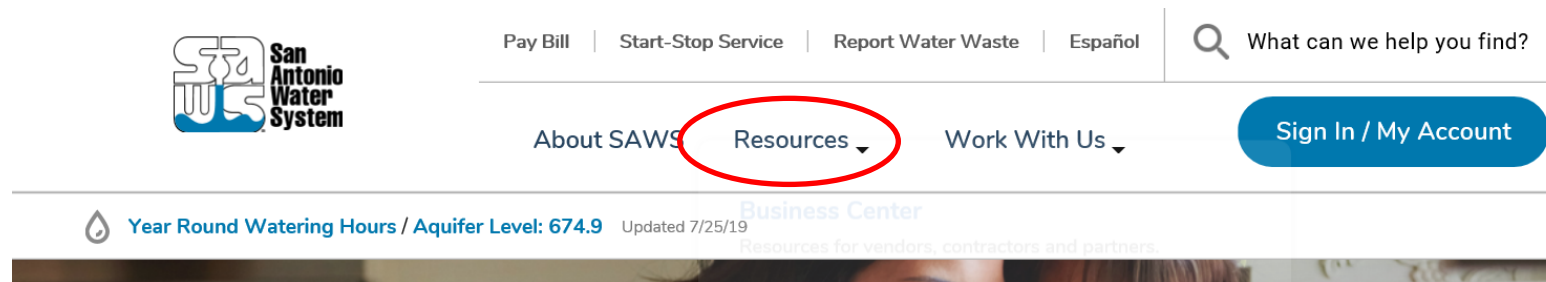 San
Antonio
Water
System
Pay Bill | Start-Stop Service | Report Water Waste | Español
What can we help you find?
About SAWS Resources Work With Us
Sign In / My Account
Year Round Watering Hours / Aquifer Level: 674.9 Updated 7/25/19
Business Center
Resources for vendors, contractors and partners.